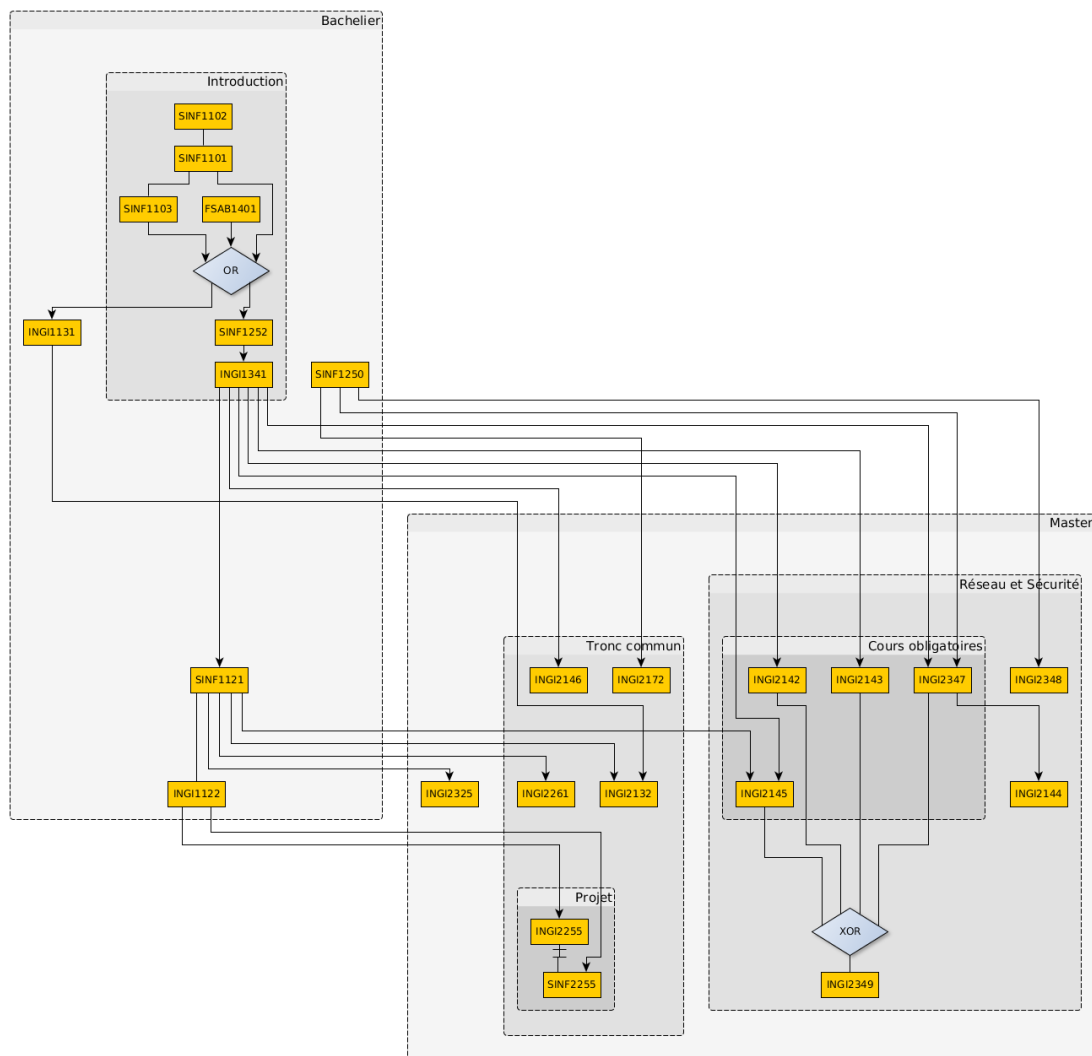 Bachelier
Introduction
SINF1102
SINF1101
SINF1103
FSAB1401
OR
INGI1131
SINF1252
INGI1341
SINF1250
Master
Réseau et Sécurité
Tronc commun
Cours obligatoires
SINF1121
INGI2146
INGI2172
INGI2142
INGI2143
INGI2347
INGI2348
INGI1122
INGI2325
INGI2261
INGI2132
INGI2145
INGI2144
Projet
INGI2255
XOR
SINF2255
INGI2349